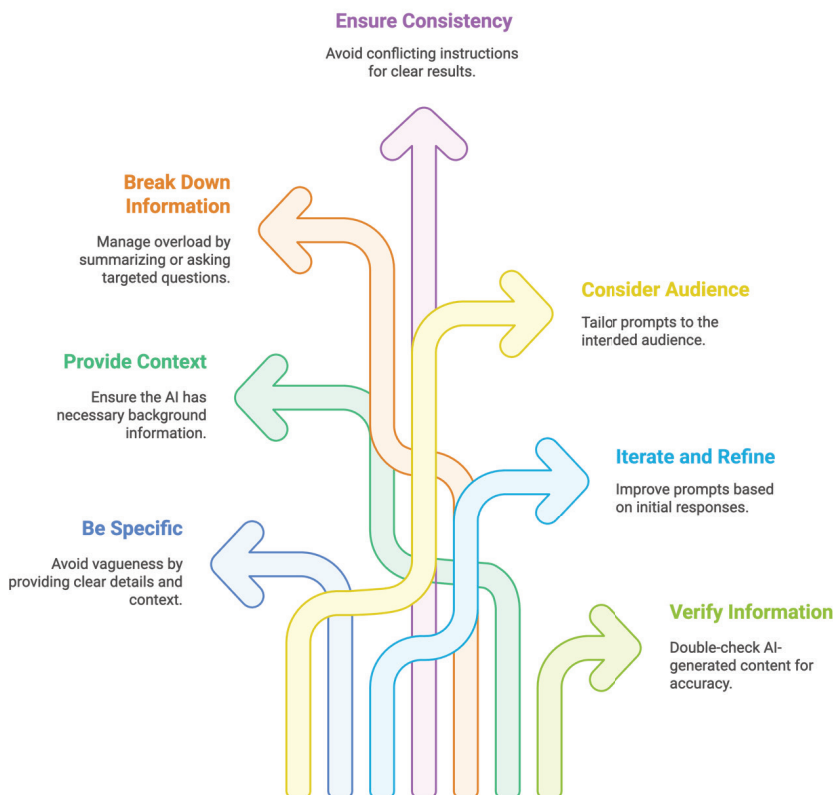 Ensure Consistency
Avoid conflicting instructions
for clear results.
Break Down
Information
Manage overload by
summarizing or asking
targeted questions.
Consider Audience
Tailor prompts to the
intended audience.
Provide Context
Ensure the AI has
necessary background
information.
Iterate and Refine
Improve prompts based
on initial responses.
Be Specific
Avoid vagueness by
providing clear details and
context.
Verify Information
Double-check AI-
generated content for
accuracy.